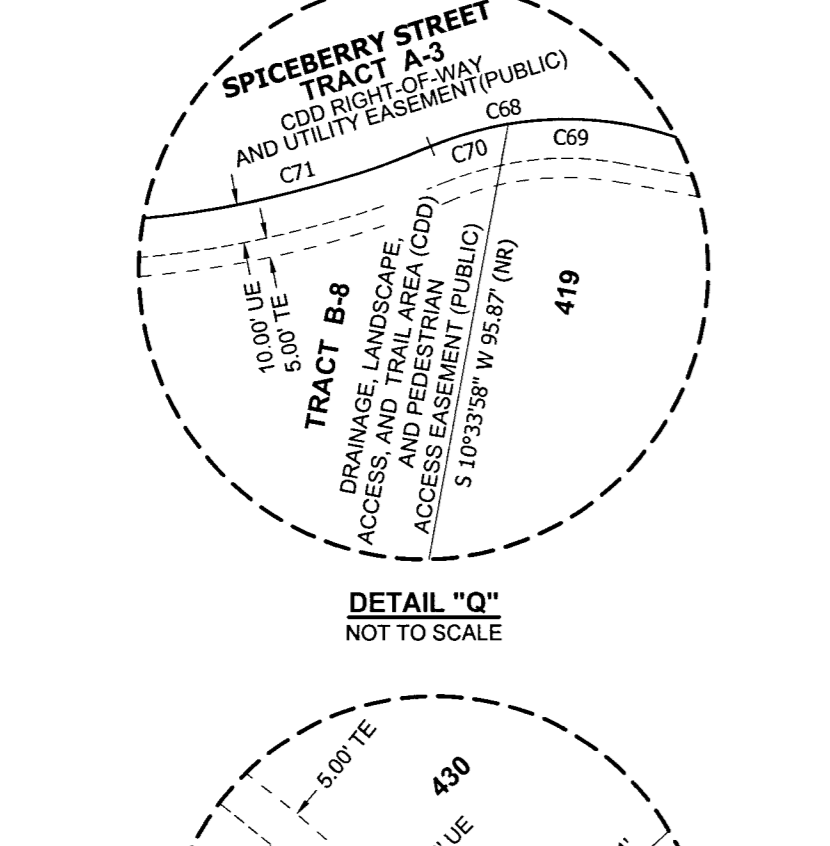 SPICEBERRY STREET
TRACT A-3
CDD RIGHT-OF-WAY
AND UTILITY EASEMENT(PUBLIC)
C68
C71
C70
C69
10.00' UE
5.00' TE
TRACT B-8
DRAINAGE, LANDSCAPE,
ACCESS, AND TRAIL AREA (CDD)
AND PEDESTRIAN
ACCESS EASEMENT (PUBLIC)
S 10°33'58" W 95.87' (NR)
419
DETAIL "Q"
NOT TO SCALE
5.00' TE
430
' UE